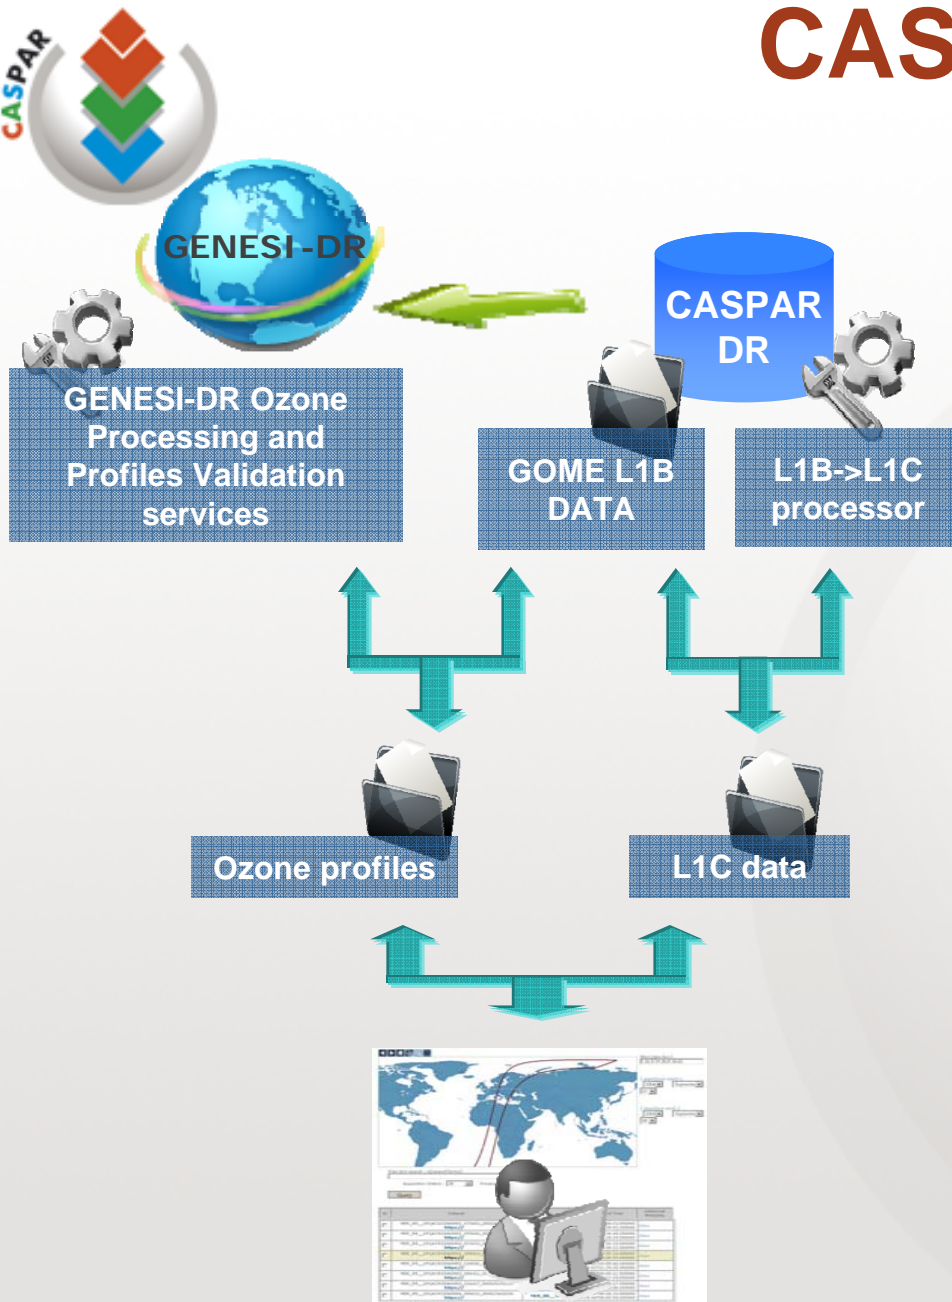 CAS
CASPAR
GENESI-DR
CASPAR
DR
GENESI-DR Ozone
Processing and
Profiles Validation
services
GOME L1B
DATA
L1B->L1C
processor
Ozone profiles
L1C data
Query